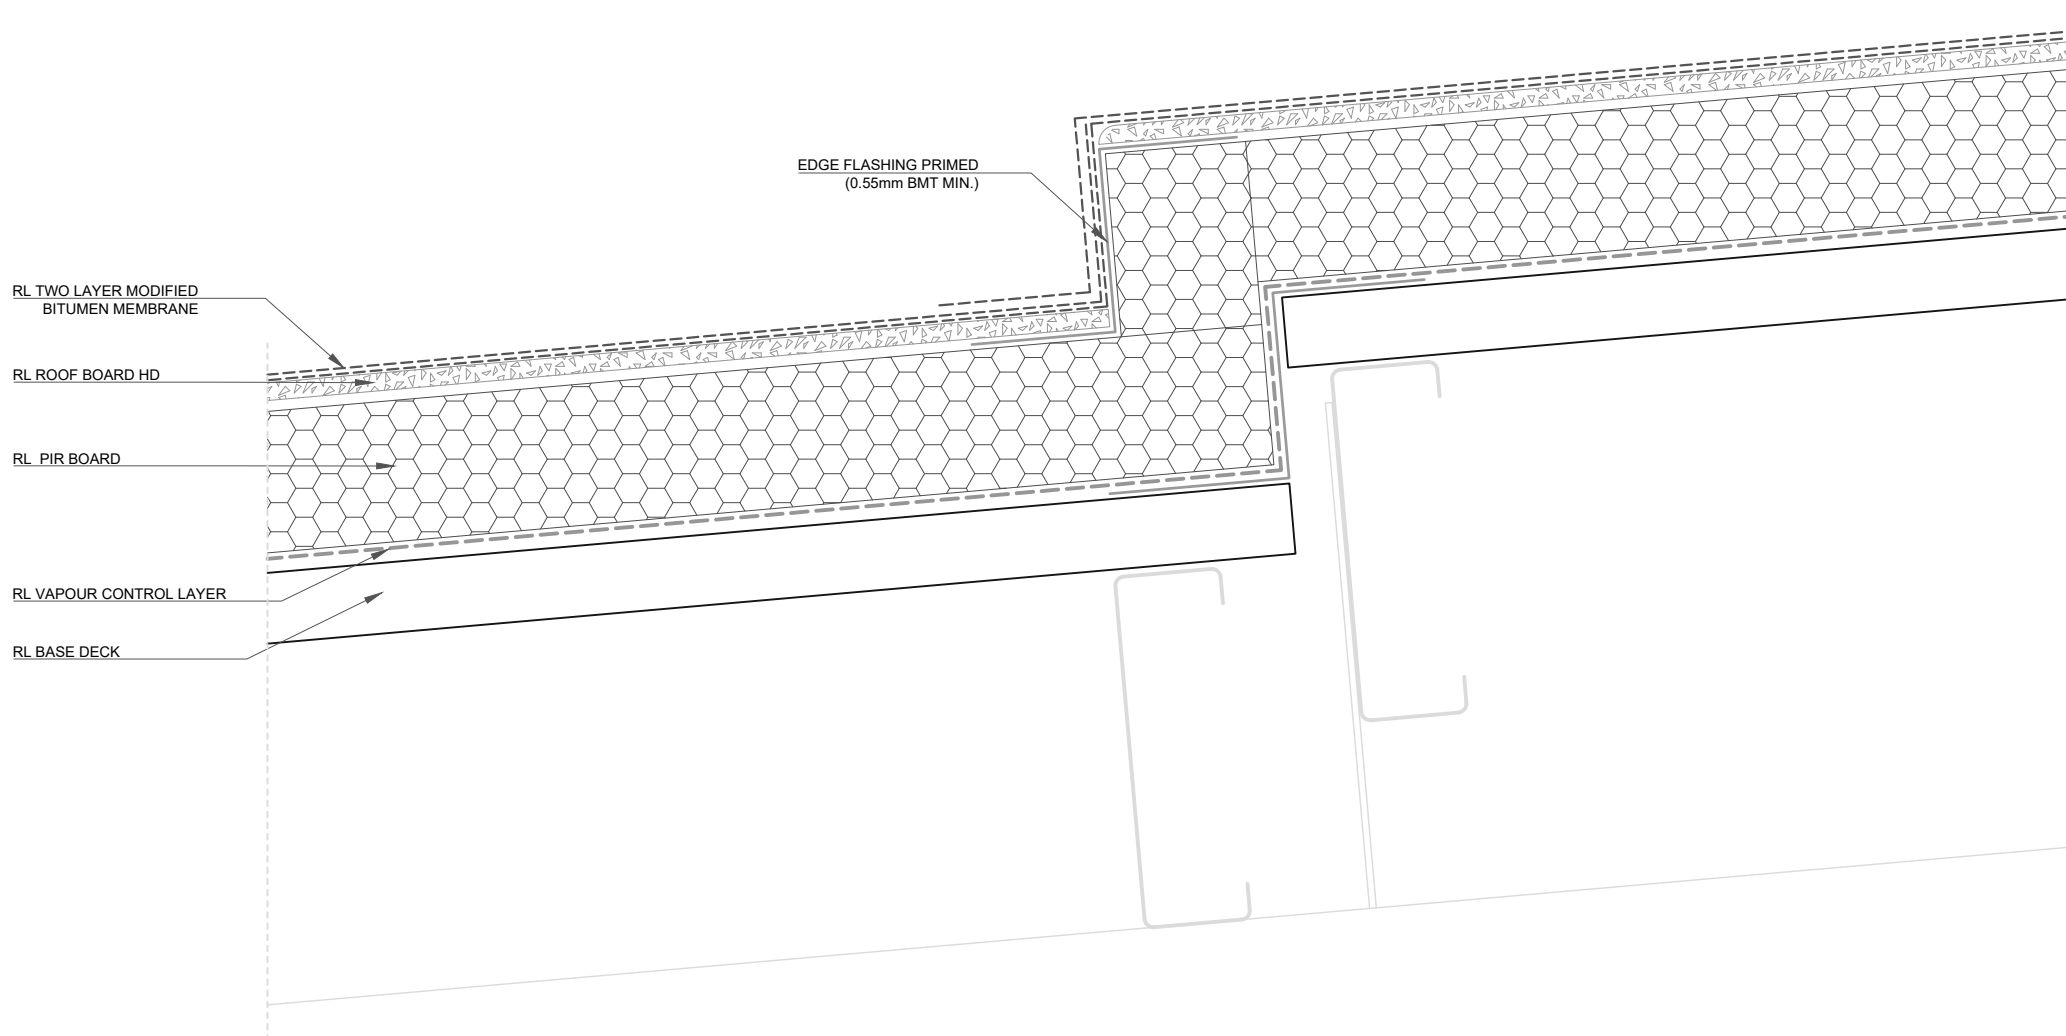 EDGE FLASHING PRIMED
(0.55mm BMT MIN.)
RL TWO LAYER MODIFIED
BITUMEN MEMBRANE
RL ROOF BOARD HD
RL PIR BOARD
RL VAPOUR CONTROL LAYER
RL BASE DECK